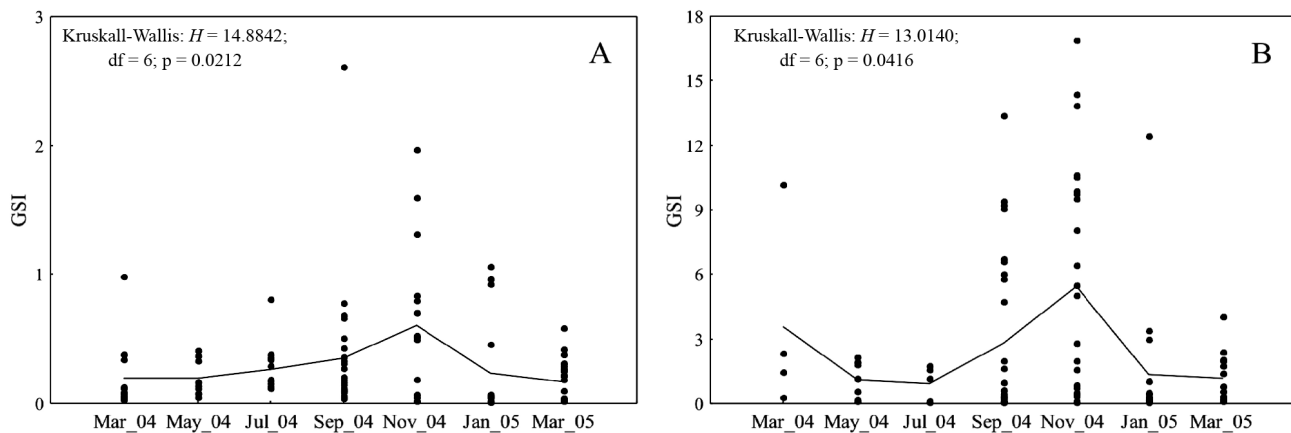 Kruskall-Wallis: H = 14.8842;
df = 6; p = 0.0212
A
3
2
1
0
GSI
Mar_04 May_04 Jul_04 Sep_04 Nov_04 Jan_05 Mar_05
Kruskall-Wallis: H = 13.0140;
df = 6; p = 0.0416
B
18
15
12
9
6
3
0
GSI
Mar_04 May_04 Jul_04 Sep_04 Nov_04 Jan_05 Mar_05